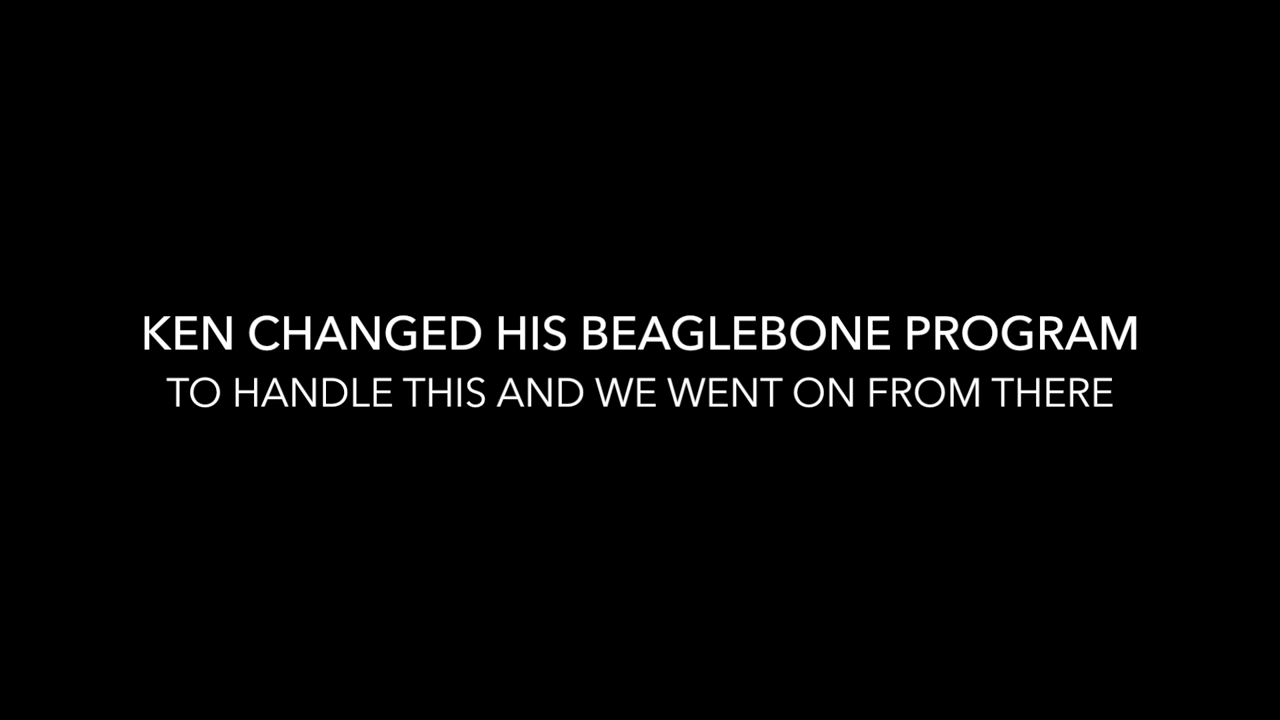 KEN CHANGED HIS BEAGLEBONE PROGRAM
TO HANDLE THIS AND WE WENT ON FROM THERE